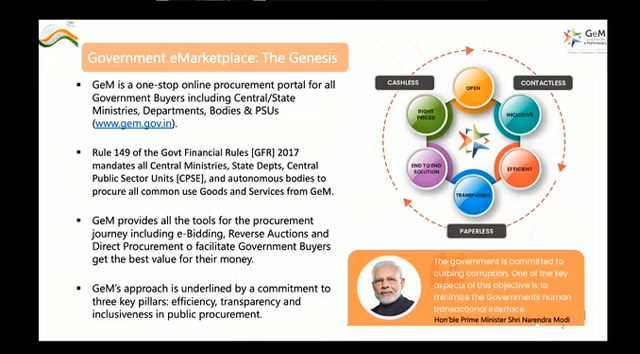 Government eMarketplace: The Genesis
GeM
GeM is a one-stop online procurement portal for all
Government Buyers including Central/State
Ministries, Departments, Bodies & PSUs
(www.gem.gov.in).
Rule 149 of the Govt Financial Rules [GFR] 2017
mandates all Central Ministries, State Depts, Central
Public Sector Units [CPSE], and autonomous bodies to
procure all common use Goods and Services from GeM.
GeM provides all the tools for the procurement
journey including e-Bidding, Reverse Auctions and
Direct Procurement o facilitate Government Buyers
get the best value for their money.
GeM's approach is underlined by a commitment to
three key pillars: efficiency, transparency and
inclusiveness in public procurement.
CASHLESS
CONTACTLESS
OPEN
RIGHT
PRICED
INCLUSIVE
END TO END
SOLUTION
EFFICIENT
TRANSPARENT
PAPERLESS
The government is committed to
curbing corruption. One of the key
aspects of this objective is to
minimize the Governments human
transactional interface.
Hon'ble Prime Minister Shri Narendra Modi